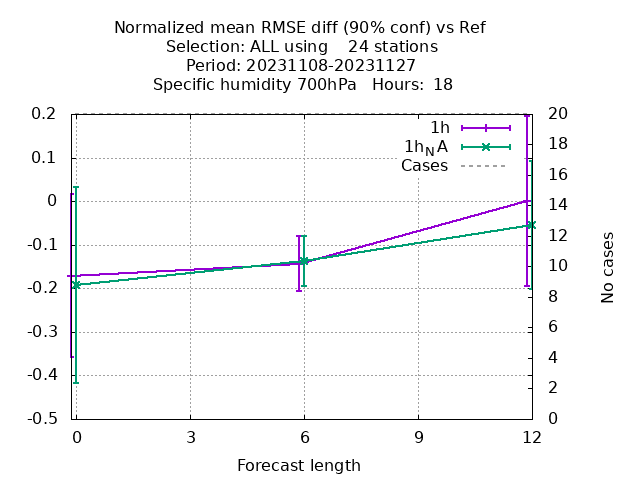 Normalized mean RMSE diff (90% conf) vs Ref
Selection: ALL using    24 stations
Period: 20231108-20231127
Specific humidity 700hPa   Hours:  18
0.2
0.1
0
-0.1
-0.2
-0.3
-0.4
-0.5
1h
1h_N A
Cases
20
18
16
14
12
10
8
6
4
2
0
No cases
0
3
6
9
12
Forecast length